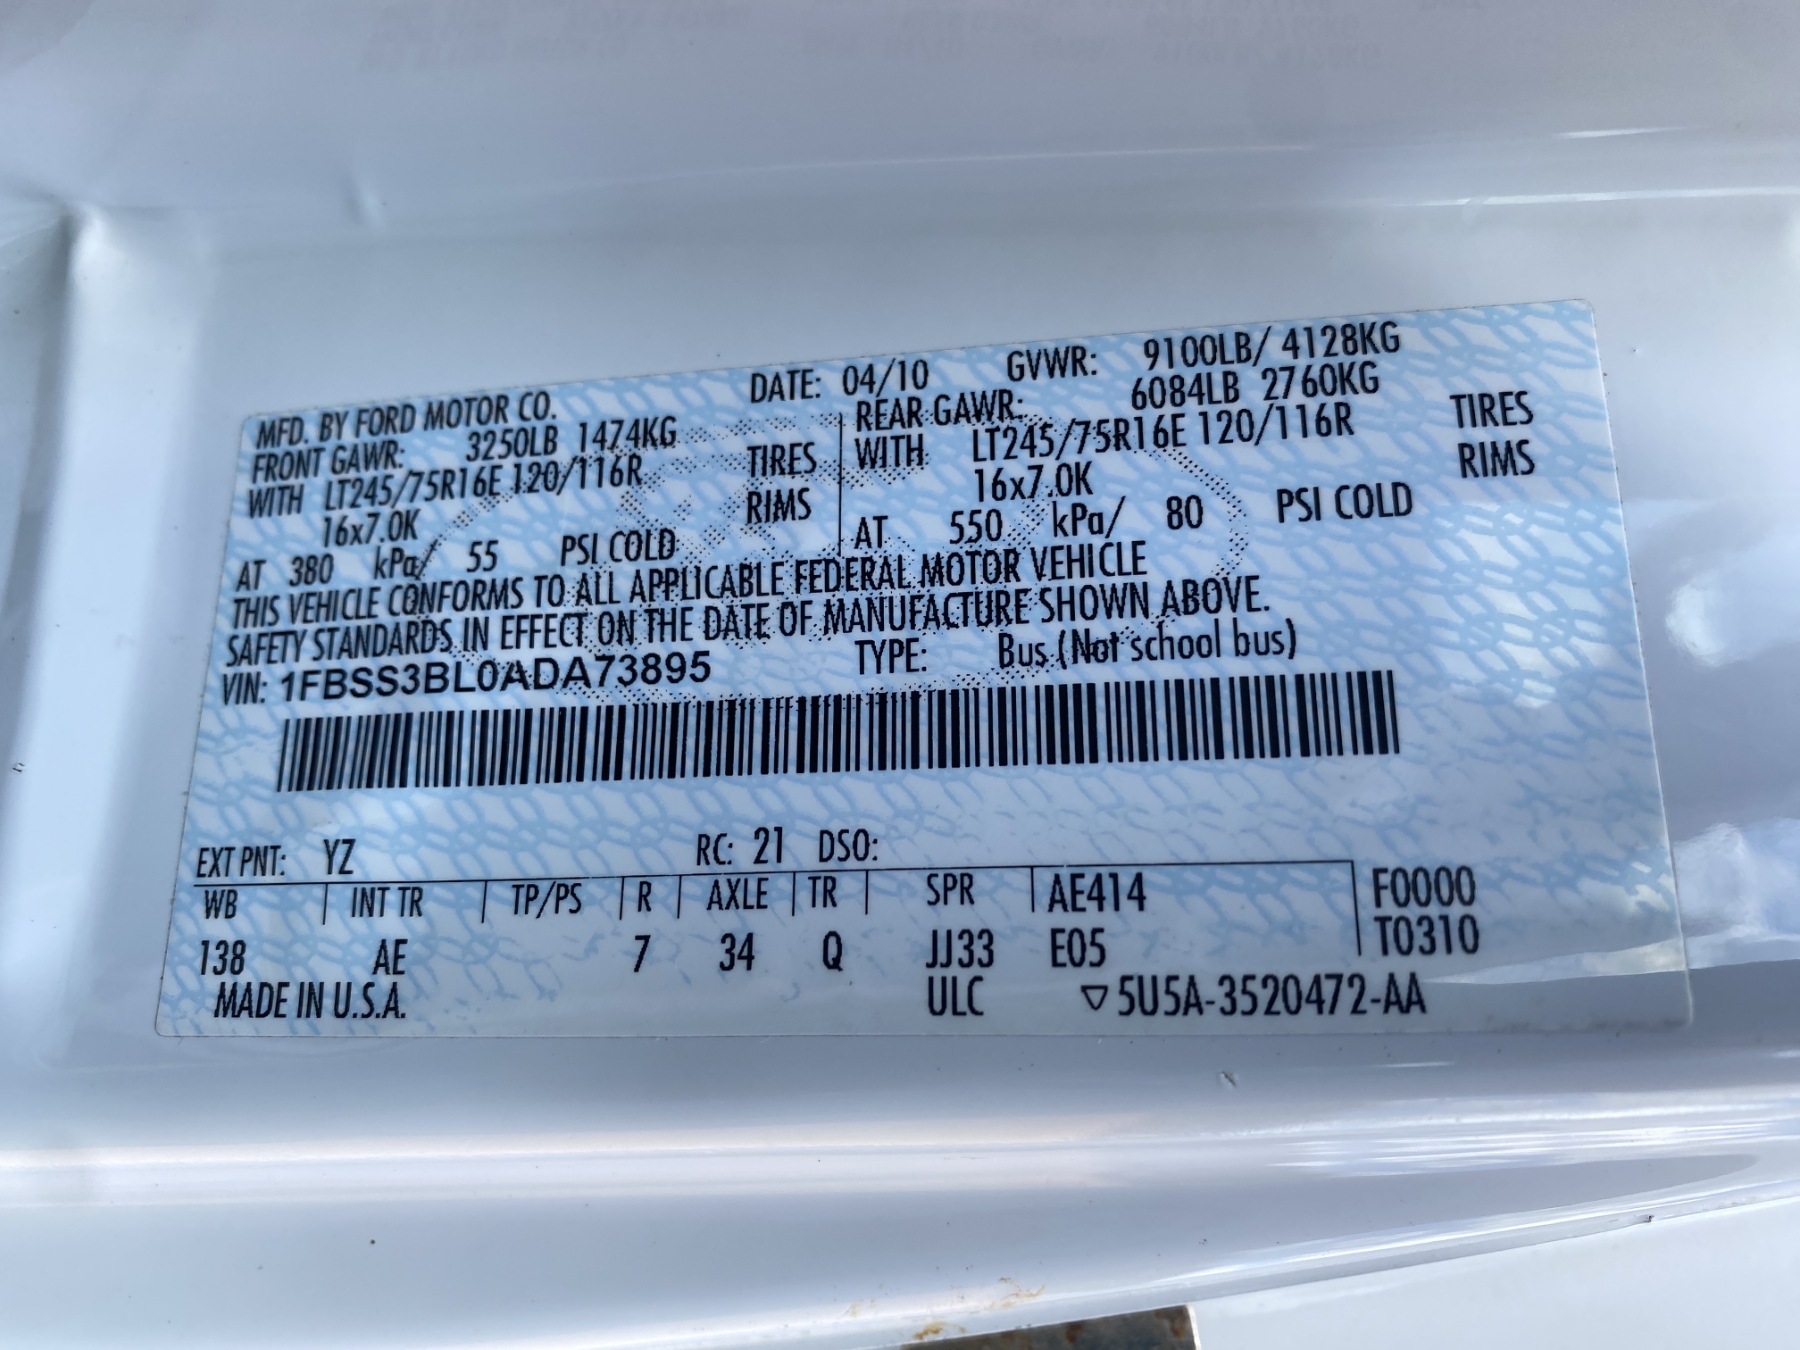 MFD. BY FORD MOTOR CO. DATE: 04/10 GVWR: 9100LB/ 4128KG
FRONT GAWR: 3250LB 1474KG REAR GAWR: 6084LB 2760KG
WITH LT245/75R16E 120/116R TIRES WITH LT245/75R16E 120/116R TIRES
16x7.0K RIMS 16x7.0K RIMS
AT 380 kPa/ 55 PSI COLD AT 550 kPa/ 80 PSI COLD
THIS VEHICLE CONFORMS TO ALL APPLICABLE FEDERAL MOTOR VEHICLE
SAFETY STANDARDS IN EFFECT ON THE DATE OF MANUFACTURE SHOWN ABOVE.
VIN: 1FBSS3BL0ADA73895 TYPE: Bus (Not school bus)
EXT PNT: YZ RC: 21 DSO:
WB INT TR TP/PS R AXLE TR SPR AE414 F0000
138 AE 7 34 Q JJ33 E05 T0310
MADE IN U.S.A. ULC ▽5U5A-3520472-AA